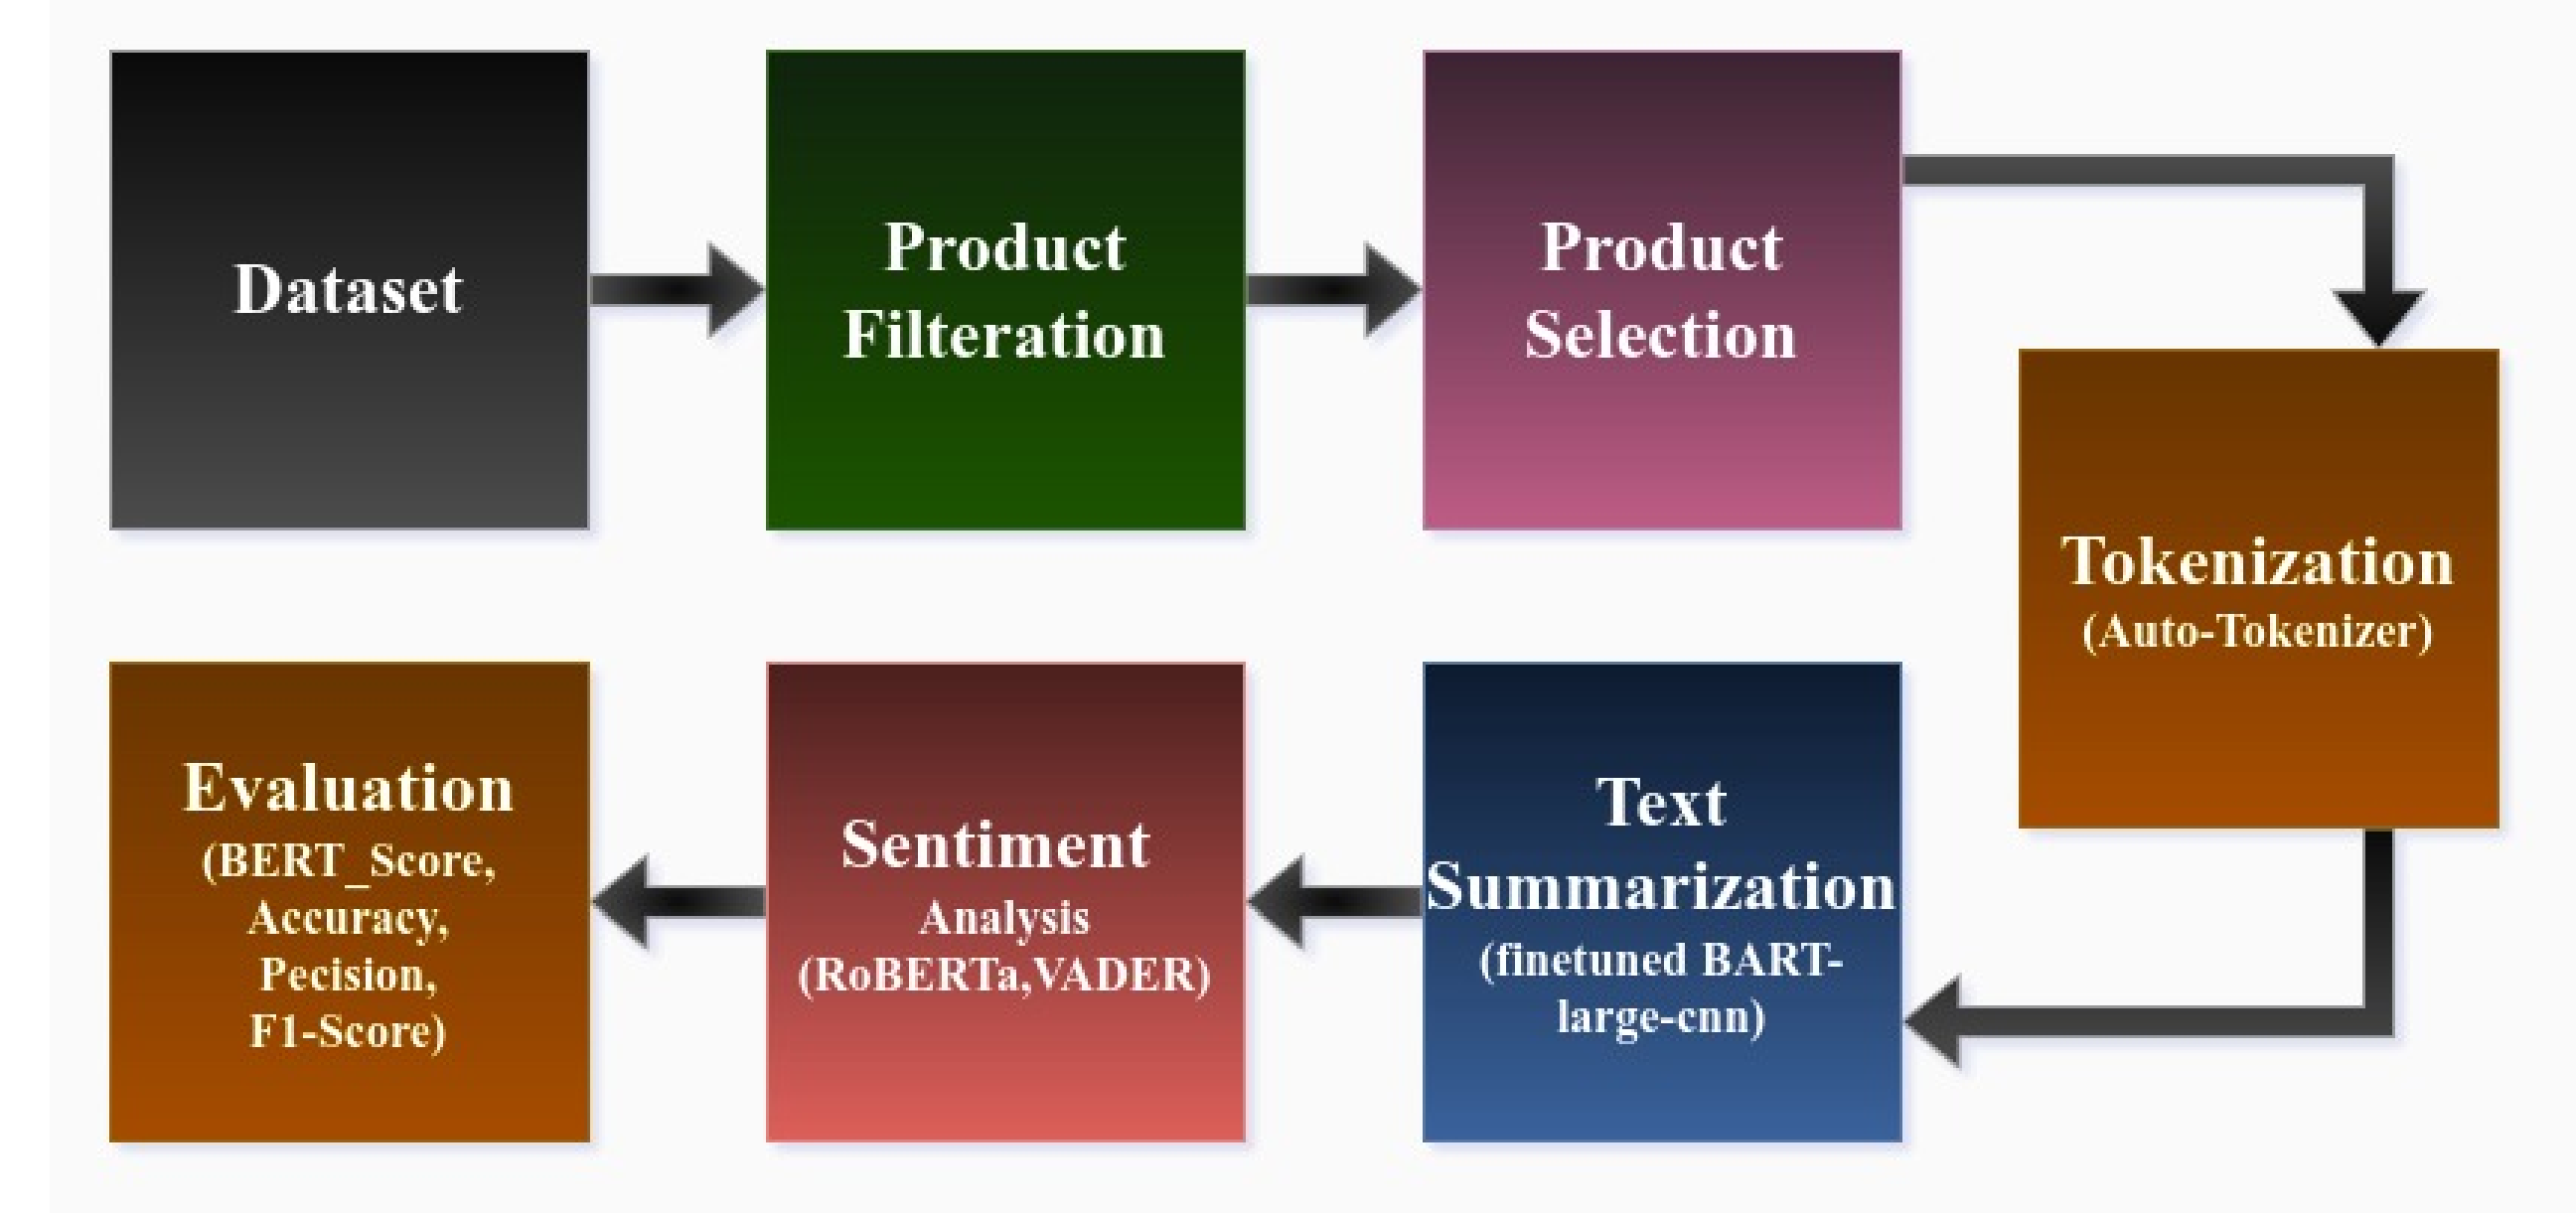 Dataset
Product
Filteration
Product
Selection
Tokenization
(Auto-Tokenizer)
Text
Summarization
(finetuned BART-
large-cnn)
Sentiment
Analysis
(RoBERTa,VADER)
Evaluation
(BERT_Score,
Accuracy,
Pecision,
F1-Score)